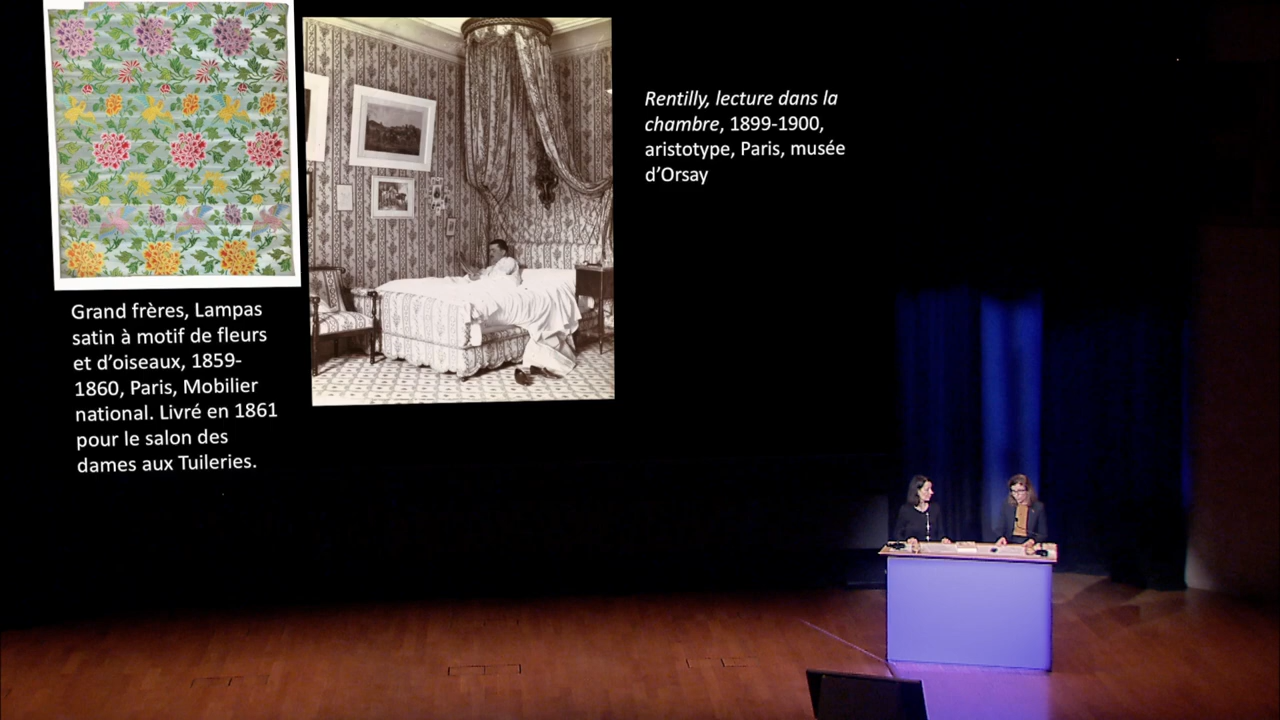 Grand frères, Lampas
satin à motif de fleurs
et d’oiseaux, 1859-
1860, Paris, Mobilier
national. Livré en 1861
pour le salon des
dames aux Tuileries.
Rentilly, lecture dans la
chambre, 1899-1900,
aristotype, Paris, musée
d’Orsay